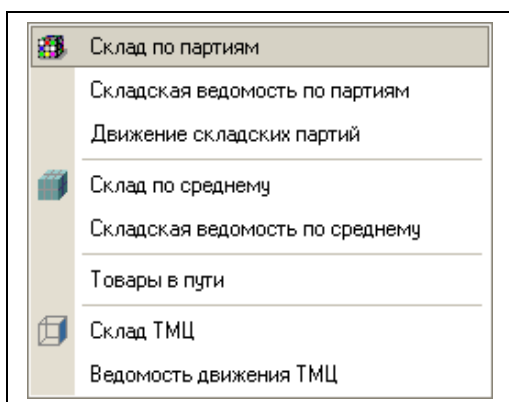 Склад по партиям
Складская ведомость по партиям
Движение складских партий
Склад по среднему
Складская ведомость по среднему
Товары в пути
Склад ТМЦ
Ведомость движения ТМЦ